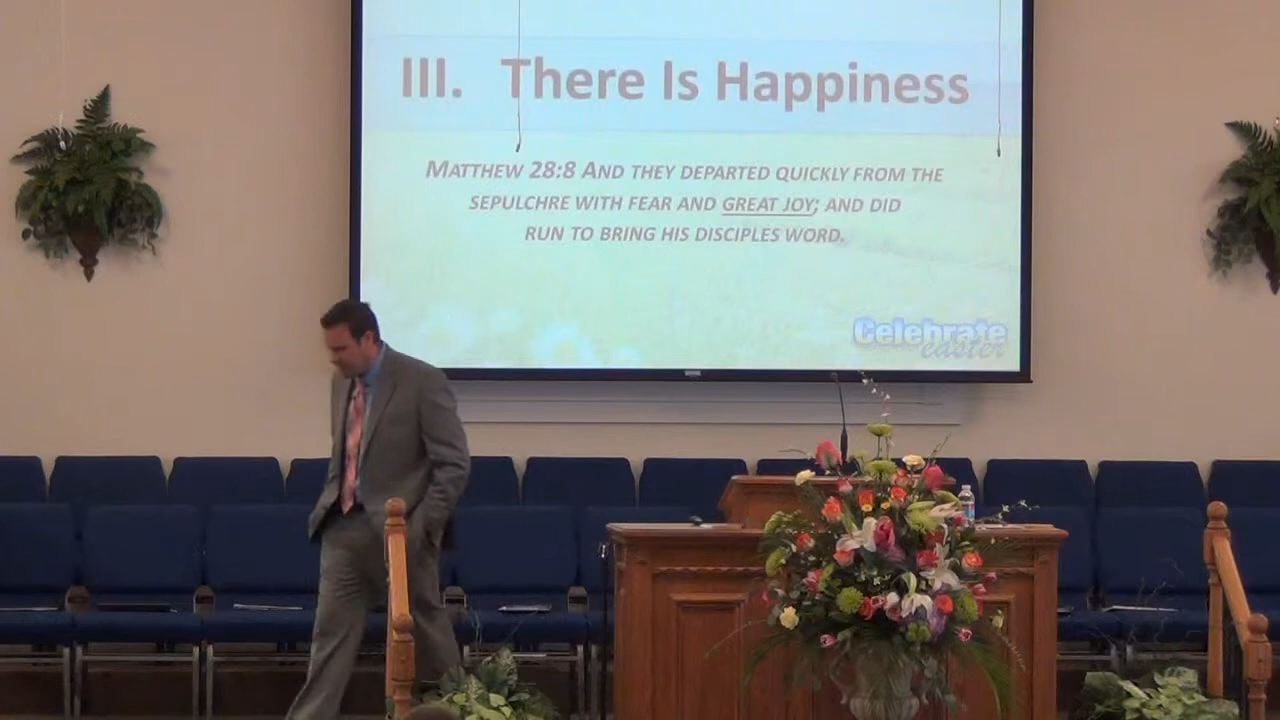 III. There Is Happiness
MATTHEW 28:8 AND THEY DEPARTED QUICKLY FROM THE
SEPULCHRE WITH FEAR AND GREAT JOY; AND DID
RUN TO BRING HIS DISCIPLES WORD.
Celebrate
easter